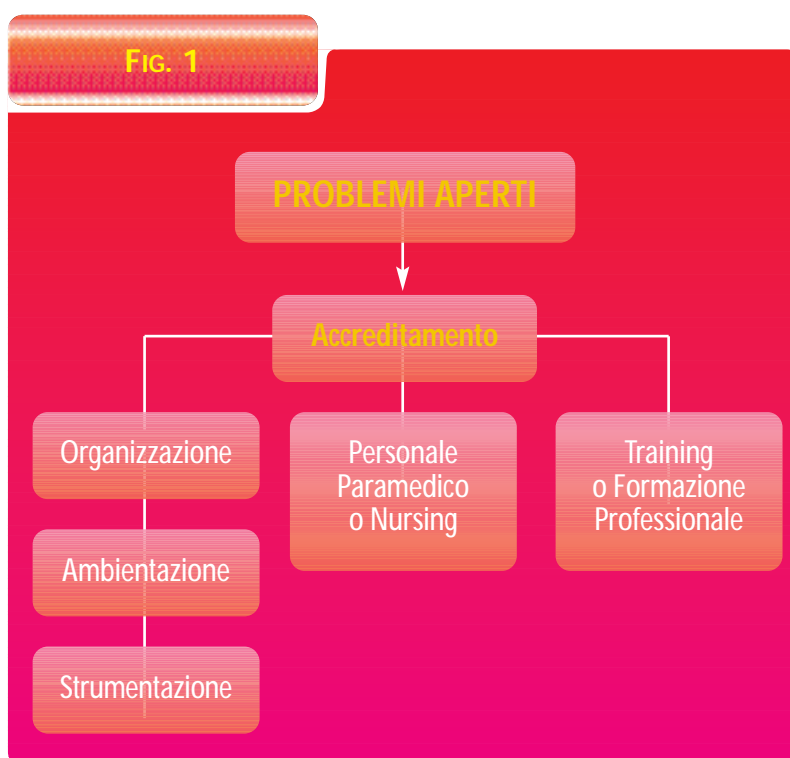 FIG. 1
PROBLEMI APERTI
Accreditamento
Organizzazione
Personale
Paramedico
o Nursing
Training
o Formazione
Professionale
Ambientazione
Strumentazione